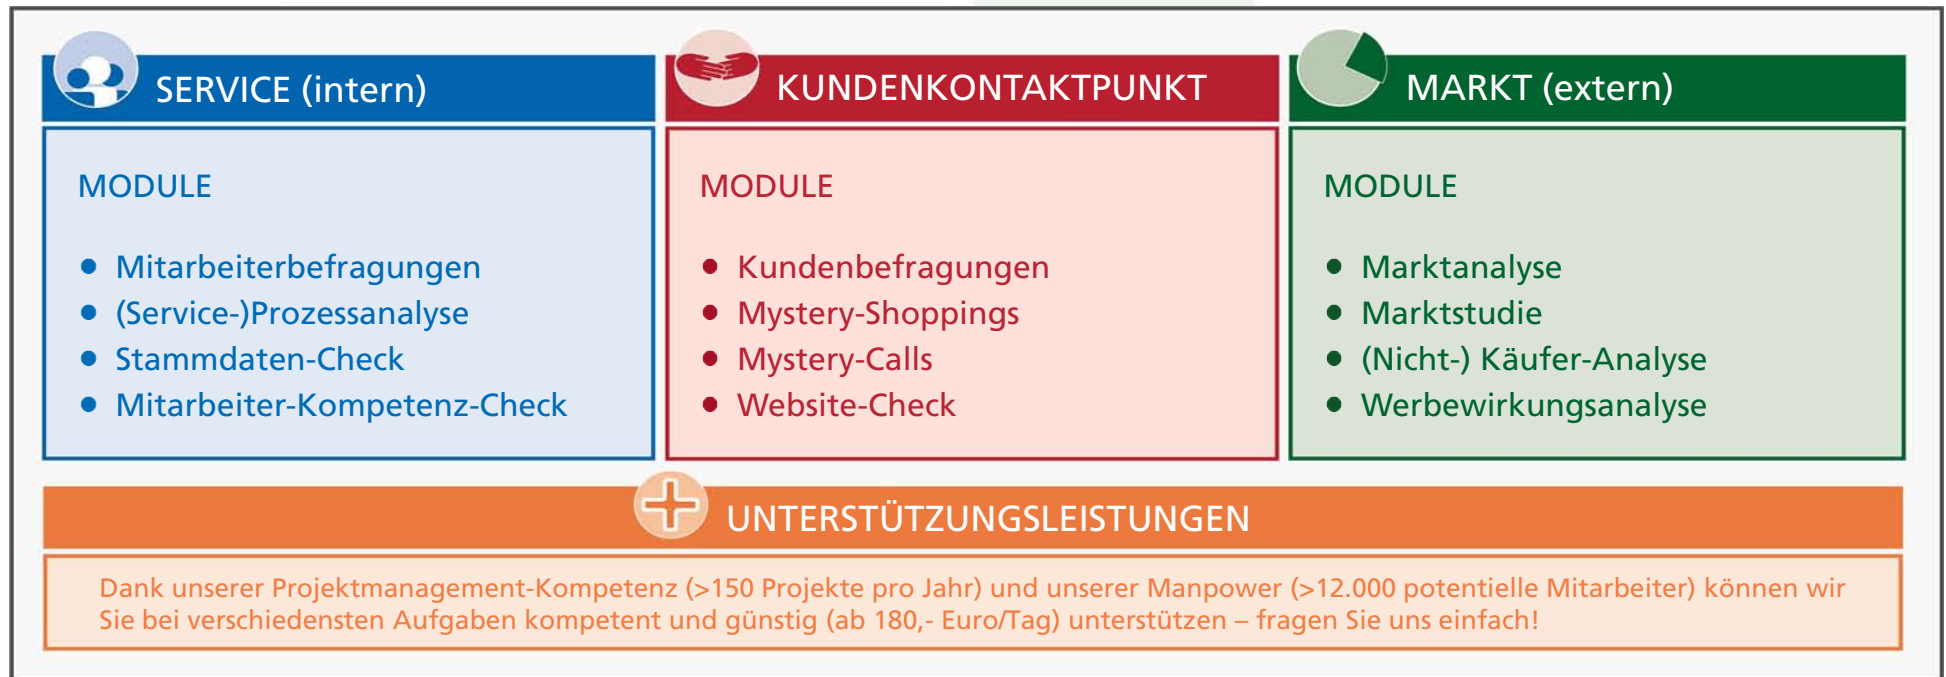 SERVICE (intern)
MODULE
● Mitarbeiterbefragungen
● (Service-)Prozessanalyse
● Stammdaten-Check
● Mitarbeiter-Kompetenz-Check
KUNDENKONTAKTPUNKT
MODULE
● Kundenbefragungen
● Mystery-Shoppings
● Mystery-Calls
● Website-Check
MARKT (extern)
MODULE
● Marktanalyse
● Marktstudie
● (Nicht-) Käufer-Analyse
● Werbewirkungsanalyse
UNTERSTÜTZUNGSLEISTUNGEN
Dank unserer Projektmanagement-Kompetenz (>150 Projekte pro Jahr) und unserer Manpower (>12.000 potentielle Mitarbeiter) können wir
Sie bei verschiedensten Aufgaben kompetent und günstig (ab 180,- Euro/Tag) unterstützen – fragen Sie uns einfach!